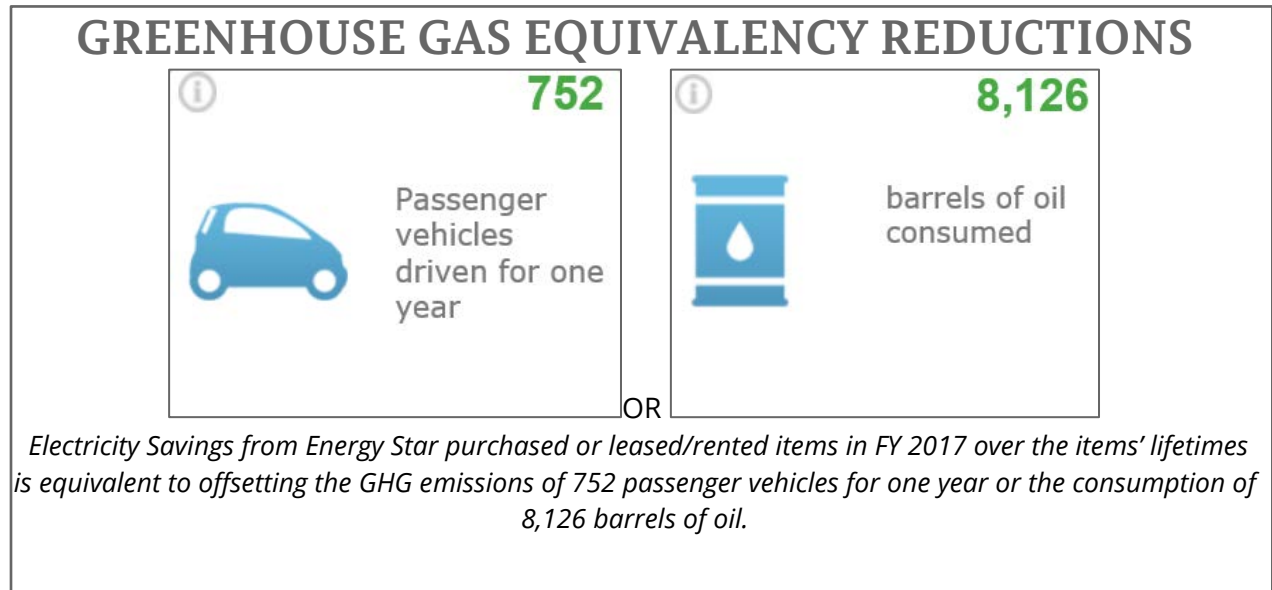 GREENHOUSE GAS EQUIVALENCY REDUCTIONS
i 752
Passenger
vehicles
driven for one
year
OR
i 8,126
barrels of oil
consumed
Electricity Savings from Energy Star purchased or leased/rented items in FY 2017 over the items’ lifetimes
is equivalent to offsetting the GHG emissions of 752 passenger vehicles for one year or the consumption of
8,126 barrels of oil.